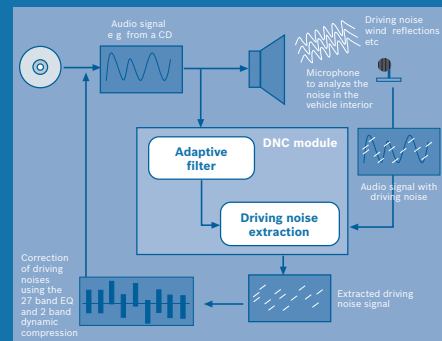 Audio signal
e g from a CD
Driving noise
wind reflections
etc
Microphone
to analyze the
noise in the
vehicle interior
DNC module
Adaptive
filter
Audio signal with
driving noise
Driving noise
extraction
Correction
of driving
noises
using the
27 band EQ
and 2 band
dynamic
compression
Extracted driving
noise signal